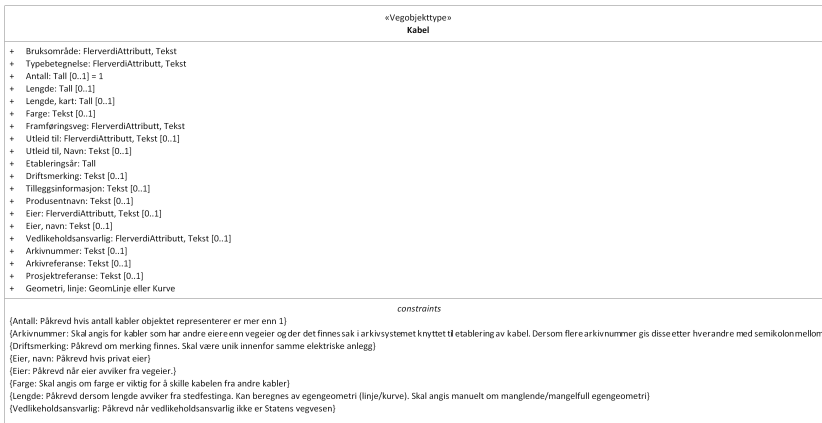 «Vegobjekttype»
Kabel
+ Bruksområde: FlerverdiAttributt, Tekst
+ Typebetegnelse: FlerverdiAttributt, Tekst
+ Antall: Tall [0..1] = 1
+ Lengde: Tall [0..1]
+ Lengde, kart: Tall [0..1]
+ Farge: Tekst [0..1]
+ Framføringsveg: FlerverdiAttributt, Tekst
+ Utleid til: FlerverdiAttributt, Tekst [0..1]
+ Utleid til, Navn: Tekst [0..1]
+ Etableringsår: Tall
+ Driftsmerking: Tekst [0..1]
+ Tilleggsinformasjon: Tekst [0..1]
+ Produsentnavn: Tekst [0..1]
+ Eier: FlerverdiAttributt, Tekst [0..1]
+ Eier, navn: Tekst [0..1]
+ Vedlikeholdsansvarlig: FlerverdiAttributt, Tekst [0..1]
+ Arkivnummer: Tekst [0..1]
+ Arkivreferanse: Tekst [0..1]
+ Prosjektreferanse: Tekst [0..1]
+ Geometri, linje: GeomLinje eller Kurve
constraints
{Antall: Påkrevd hvis antall kabler objektet representerer er mer enn 1}
{Arkivnummer: Skal angis for kabler som har andre eiere enn vegeier og der det finnes sak i arkivsystemet knyttet til etablering av kabel. Dersom flere arkivnummer gis disse etter hverandre med semikolon mellom
{Driftsmerking: Påkrevd om merking finnes. Skal være unik innenfor samme elektriske anlegg}
{Eier, navn: Påkrevd hvis privat eier}
{Eier: Påkrevd når eier avviker fra vegeier.}
{Farge: Skal angis om farge er viktig for å skille kabelen fra andre kabler}
{Lengde: Påkrevd dersom lengde avviker fra stedfestinga. Kan beregnes av egengeometri (linje/kurve). Skal angis manuelt om manglende/mangelfull egengeometri}
{Vedlikeholdsansvarlig: Påkrevd når vedlikeholdsansvarlig ikke er Statens vegvesen}